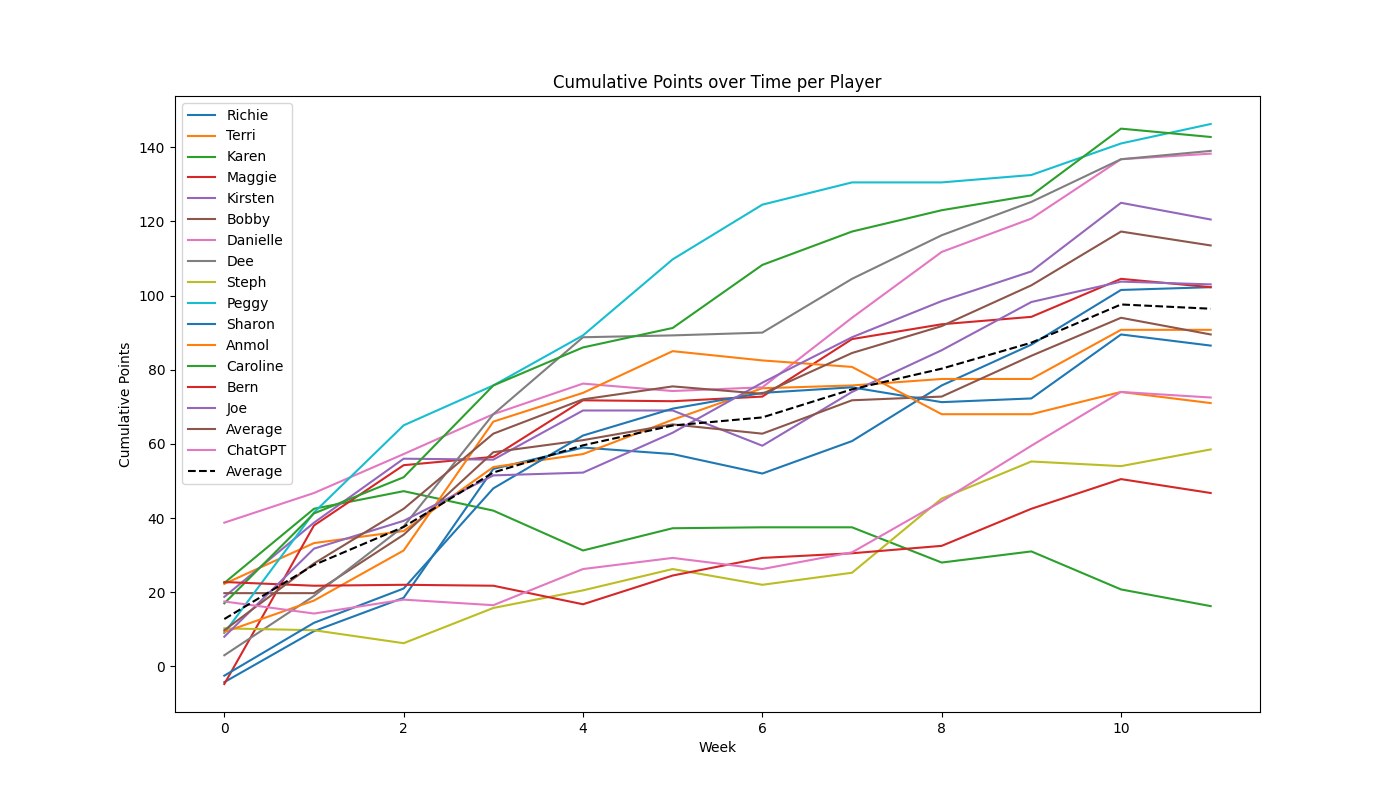 Cumulative Points over Time per Player
Richie
Terri
Karen
Maggie
Kirsten
Bobby
Danielle
Dee
Steph
Peggy
Sharon
Anmol
Caroline
Bern
Joe
Average
ChatGPT
Average
Cumulative Points
140
120
100
80
60
40
20
0
0 2 4 6 8 10
Week